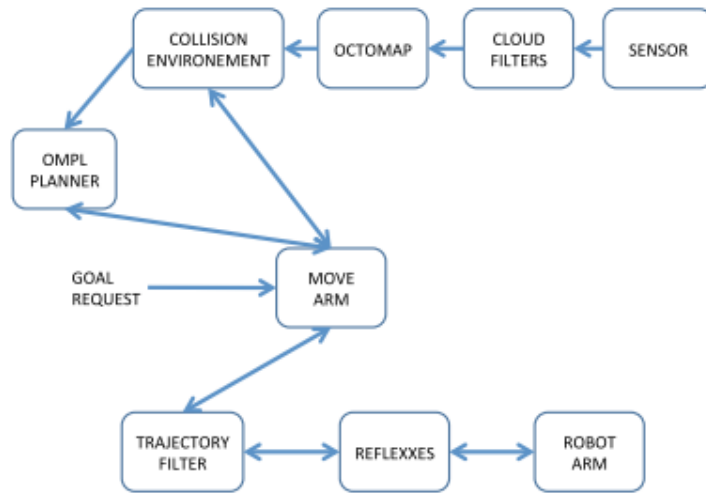 COLLISION
ENVIRONEMENT
OCTOMAP
CLOUD
FILTERS
SENSOR
OMPL
PLANNER
GOAL
REQUEST
MOVE
ARM
TRAJECTORY
FILTER
REFLEXXES
ROBOT
ARM